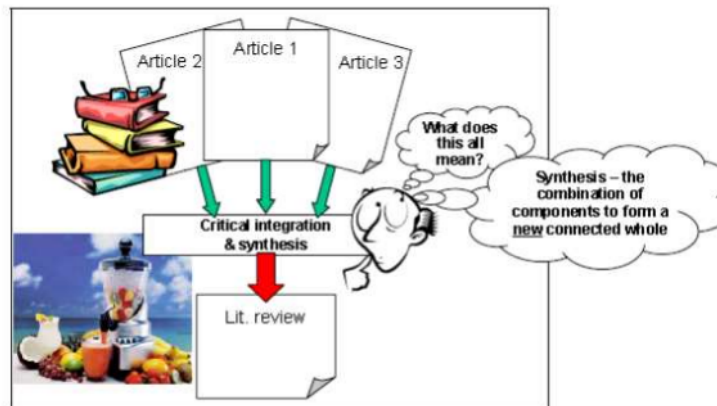 Article 2
Article 1
Article 3
What does
this all
mean?
Synthesis – the
combination of
components to form a
new connected whole
Critical integration
& synthesis
Lit. review